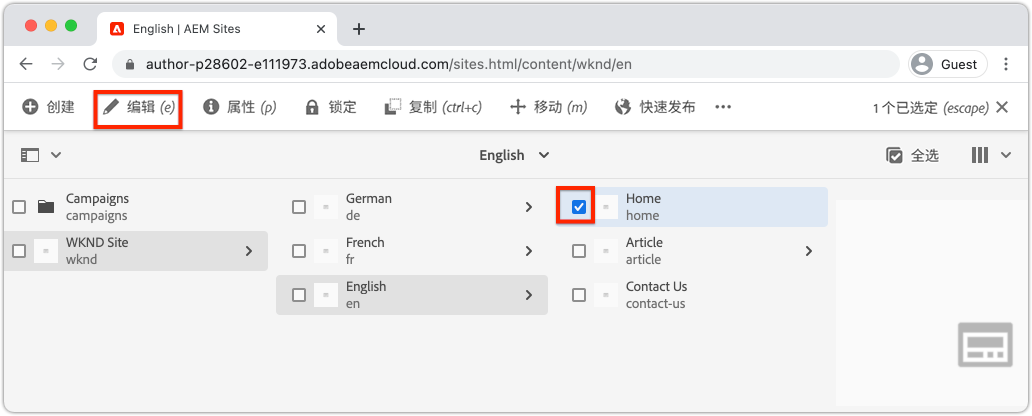 English | AEM Sites
author-p28602-e111973.adobeaemcloud.com/sites.html/content/wknd/en
Guest
创建 编辑 (e) 属性 (p) 锁定 复制 (ctrl+c) 移动 (m) 快速发布 1 个已选定 (escape)
English 全选
Campaigns
campaigns
WKND Site
wknd
German
de
French
fr
English
en
Home
home
Article
article
Contact Us
contact-us